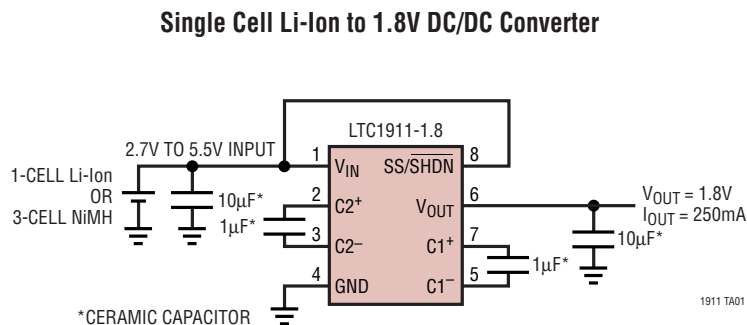 Single Cell Li-Ion to 1.8V DC/DC Converter
LTC1911-1.8
2.7V TO 5.5V INPUT
1-CELL Li-Ion
OR
3-CELL NiMH
10µF*
1µF*
1 VIN
2 C2+
3 C2–
4 GND
SS/SHDN 8
VOUT 6
C1+ 7
C1– 5
1µF*
10µF*
VOUT = 1.8V
IOUT = 250mA
*CERAMIC CAPACITOR
1911 TA01